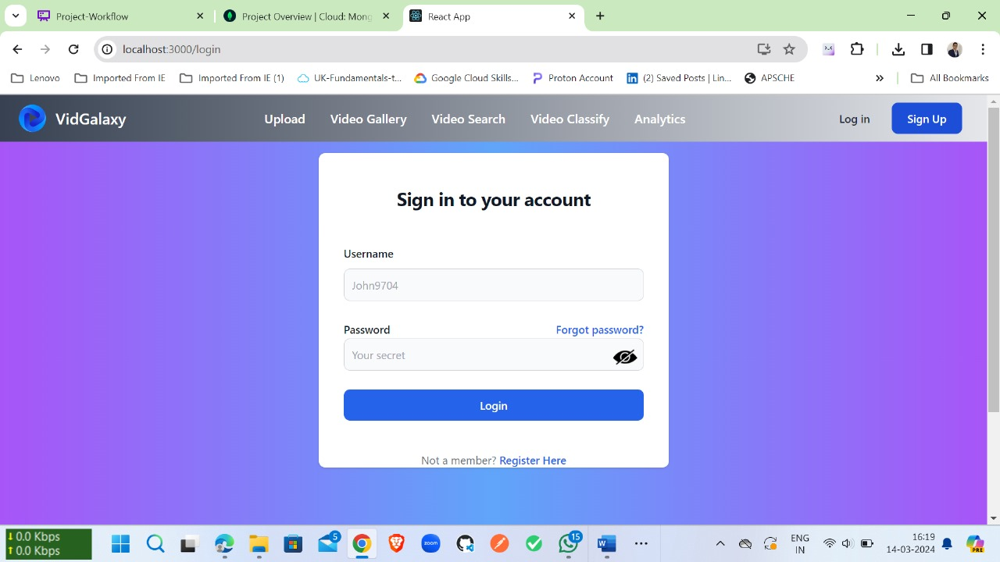 Project-Workflow
Project Overview | Cloud: Mong
React App
localhost:3000/login
Lenovo
Imported From IE
Imported From IE (1)
UK-Fundamentals-t...
Google Cloud Skills...
Proton Account
(2) Saved Posts | Lin...
APSCHE
»
All Bookmarks
VidGalaxy
Upload
Video Gallery
Video Search
Video Classify
Analytics
Log in
Sign Up
Sign in to your account
Username
John9704
Password
Forgot password?
Your secret
Login
Not a member? Register Here
↓ 0.0 Kbps
↑ 0.0 Kbps
5
zoom
15
ENG
IN
16:19
14-03-2024
PRE